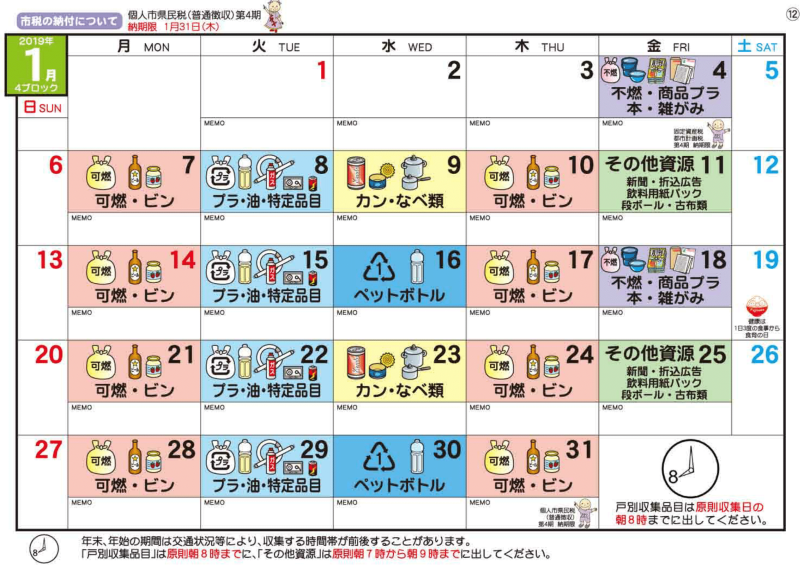 市税の納付について
個人市県民税(普通徴収)第4期
納期限 1月31日(木)
⑫
2019年
1月
4ブロック
日 SUN
月 MON
火 TUE
水 WED
木 THU
金 FRI
土 SAT
1
MEMO
2
MEMO
3
MEMO
不燃
4
不燃・商品プラ
本・雑がみ
MEMO
固定資産税
都市計画税
第4期 納期限
5
6
可燃
7
可燃・ビン
MEMO
プラ
ガス
8
プラ・油・特定品目
MEMO
9
カン・なべ類
MEMO
可燃
10
可燃・ビン
MEMO
その他資源 11
新聞・折込広告
飲料用紙パック
段ボール・古布類
MEMO
12
13
可燃
14
可燃・ビン
MEMO
プラ
ガス
15
プラ・油・特定品目
MEMO
1
16
ペットボトル
MEMO
可燃
17
可燃・ビン
MEMO
不燃
18
不燃・商品プラ
本・雑がみ
MEMO
19
健康は
1日3度の食事から
食育の日
20
可燃
21
可燃・ビン
MEMO
プラ
ガス
22
プラ・油・特定品目
MEMO
23
カン・なべ類
MEMO
可燃
24
可燃・ビン
MEMO
その他資源 25
新聞・折込広告
飲料用紙パック
段ボール・古布類
MEMO
26
27
可燃
28
可燃・ビン
MEMO
プラ
ガス
29
プラ・油・特定品目
MEMO
1
30
ペットボトル
MEMO
可燃
31
可燃・ビン
MEMO
個人市県民税
(普通徴収)
第4期 納期限
8
戸別収集品目は原則収集日の
朝8時までに出してください。
8
年末、年始の期間は交通状況等により、収集する時間帯が前後することがあります。
「戸別収集品目」は原則朝8時までに、「その他資源」は原則朝7時から朝9時までに出してください。